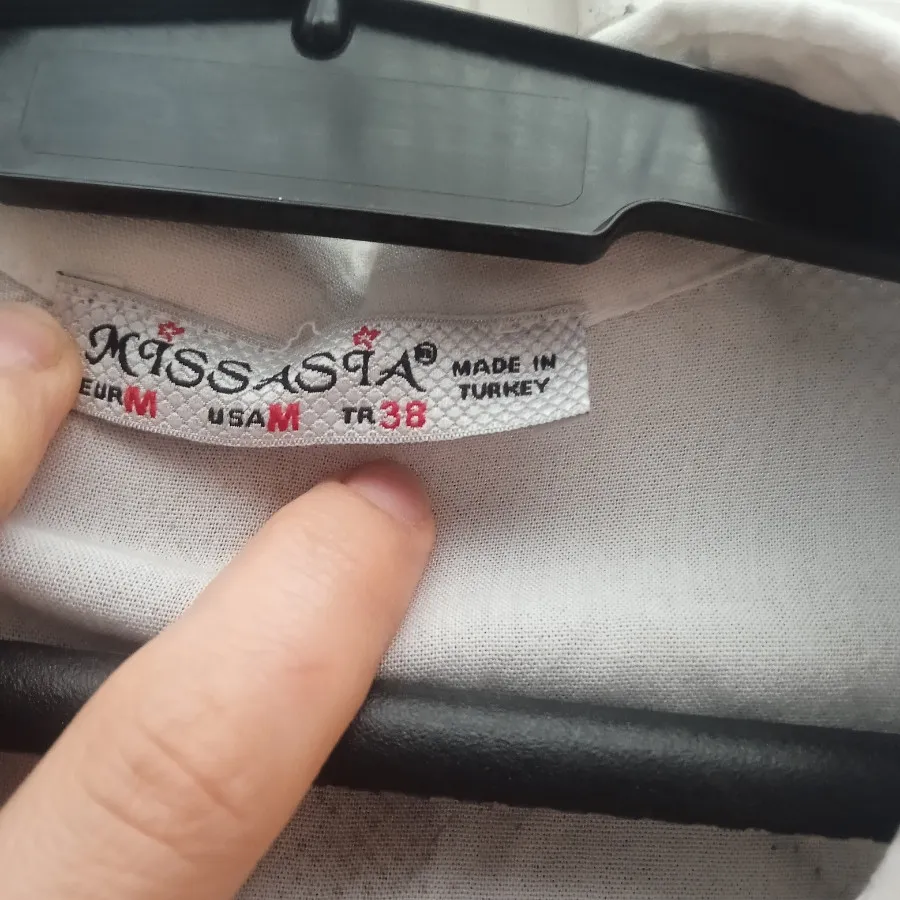 MISSASIA®
MADE IN
TURKEY
EUR M USA M TR 38